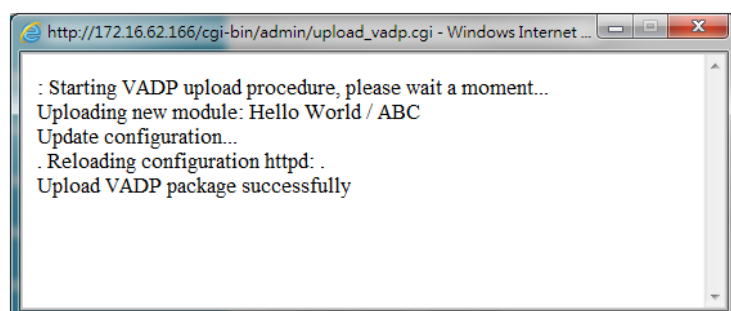 http://172.16.62.166/cgi-bin/admin/upload_vadp.cgi - Windows Internet ...
: Starting VADP upload procedure, please wait a moment...
Uploading new module: Hello World / ABC
Update configuration...
. Reloading configuration httpd: .
Upload VADP package successfully